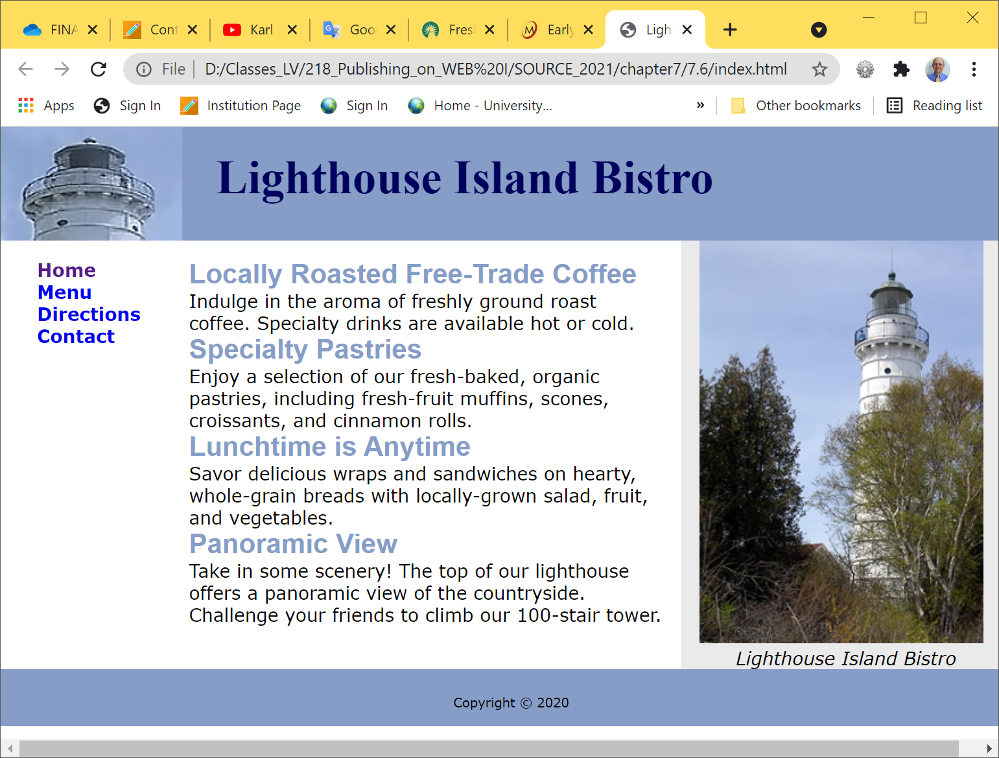 FINA
Cont
Karl
Goo
Fresh
Early
Ligh
File
D:/Classes_LV/218_Publishing_on_WEB%20I/SOURCE_2021/chapter7/7.6/index.html
Apps
Sign In
Institution Page
Sign In
Home - University...
»
Other bookmarks
Reading list
Lighthouse Island Bistro
Home
Menu
Directions
Contact
Locally Roasted Free-Trade Coffee
Indulge in the aroma of freshly ground roast
coffee. Specialty drinks are available hot or cold.
Specialty Pastries
Enjoy a selection of our fresh-baked, organic
pastries, including fresh-fruit muffins, scones,
croissants, and cinnamon rolls.
Lunchtime is Anytime
Savor delicious wraps and sandwiches on hearty,
whole-grain breads with locally-grown salad, fruit,
and vegetables.
Panoramic View
Take in some scenery! The top of our lighthouse
offers a panoramic view of the countryside.
Challenge your friends to climb our 100-stair tower.
Lighthouse Island Bistro
Copyright © 2020